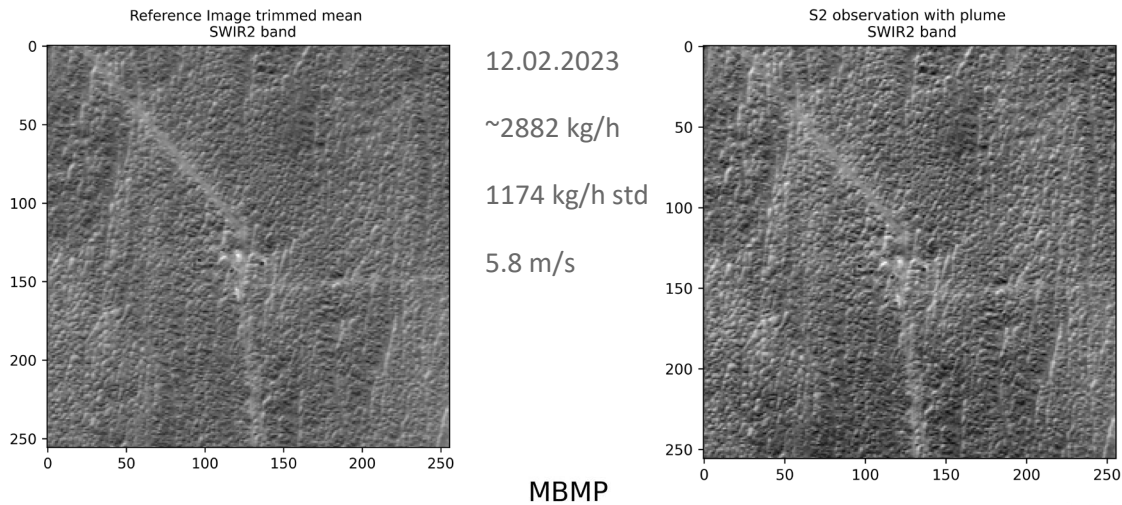 Reference Image trimmed mean
SWIR2 band
0
50
100
150
200
250
0 50 100 150 200 250
12.02.2023
~2882 kg/h
1174 kg/h std
5.8 m/s
S2 observation with plume
SWIR2 band
0
50
100
150
200
250
0 50 100 150 200 250
MBMP